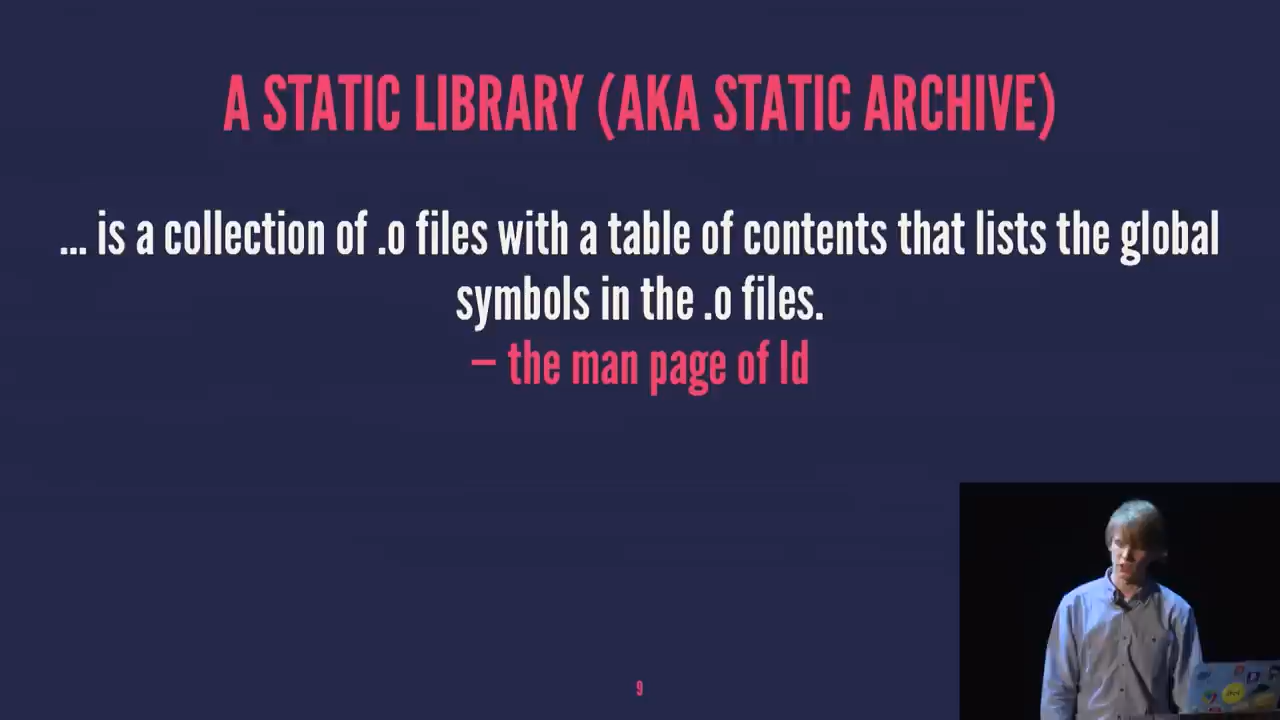 A STATIC LIBRARY (AKA STATIC ARCHIVE)
... is a collection of .o files with a table of contents that lists the global
symbols in the .o files.
– the man page of ld
9